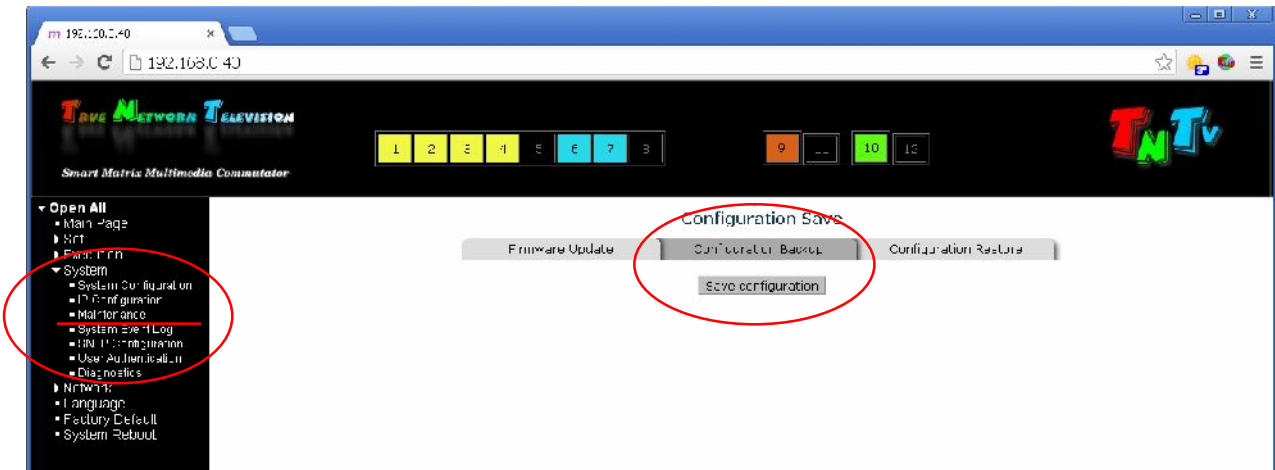 192.168.0.40
192.168.0.40
True Network Television
Smart Matrix Multimedia Commutator
1 2 3 4 5 6 7 8 9 10
TNTv
Open All
Main Page
System
System Configuration
IP Configuration
Maintenance
System Event Log
User Authentication
Diagnostics
Network
Language
Factory Default
System Reboot
Configuration Save
Firmware Update Configuration Backup Configuration Restore
Save configuration